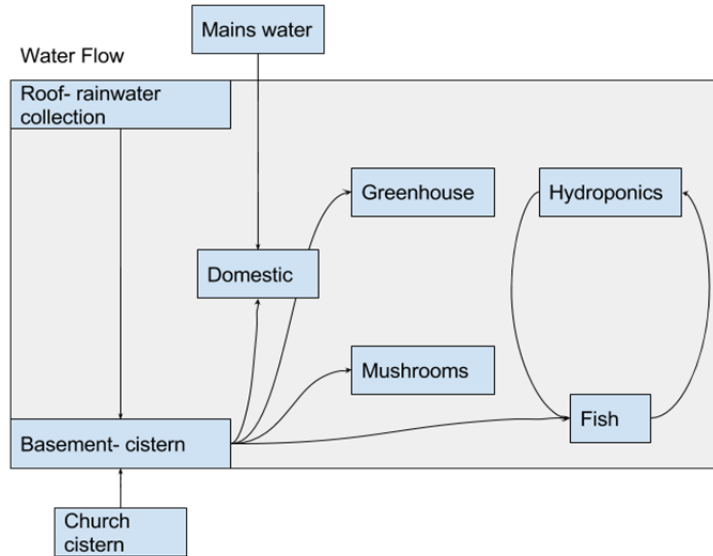 Mains water
Water Flow
Roof- rainwater
collection
Greenhouse
Hydroponics
Domestic
Mushrooms
Fish
Basement- cistern
Church
cistern